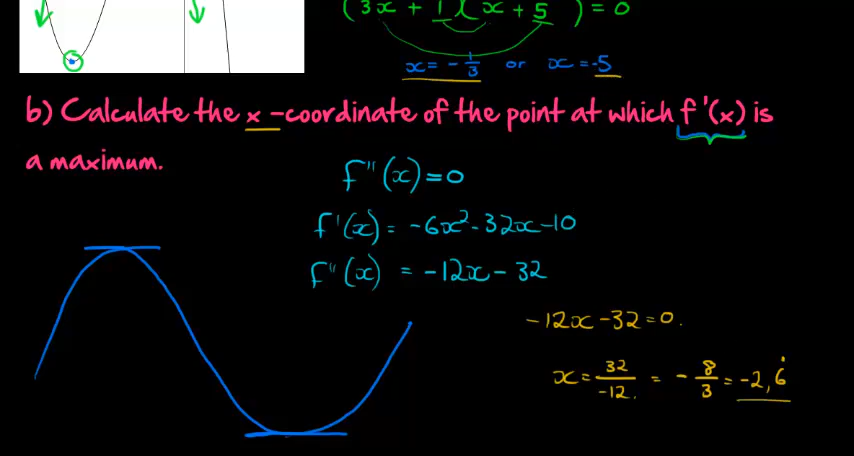 (3x + 1)(x + 5) = 0
x = -1/3 or x = -5
b) Calculate the x-coordinate of the point at which f'(x) is
a maximum.
f''(x) = 0
f'(x) = -6x² - 32x - 10
f''(x) = -12x - 32
-12x - 32 = 0.
x = 32/-12. = -8/3 = -2,6̇